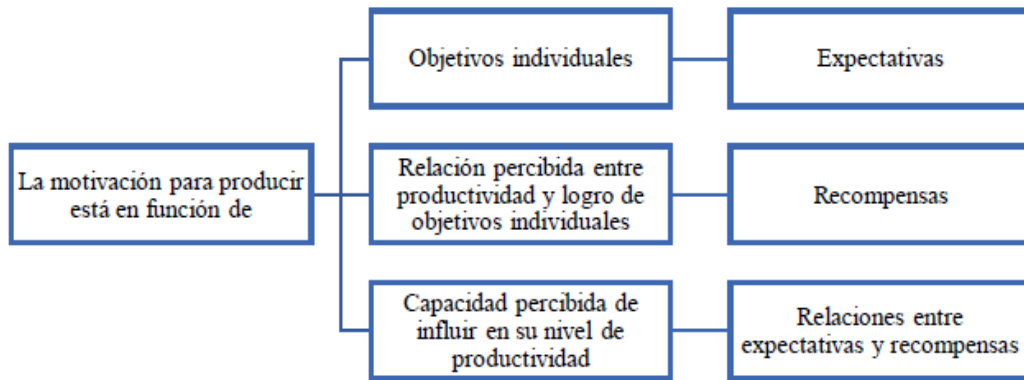 Objetivos individuales
Expectativas
La motivación para producir
está en función de
Relación percibida entre
productividad y logro de
objetivos individuales
Recompensas
Capacidad percibida de
influir en su nivel de
productividad
Relaciones entre
expectativas y recompensas